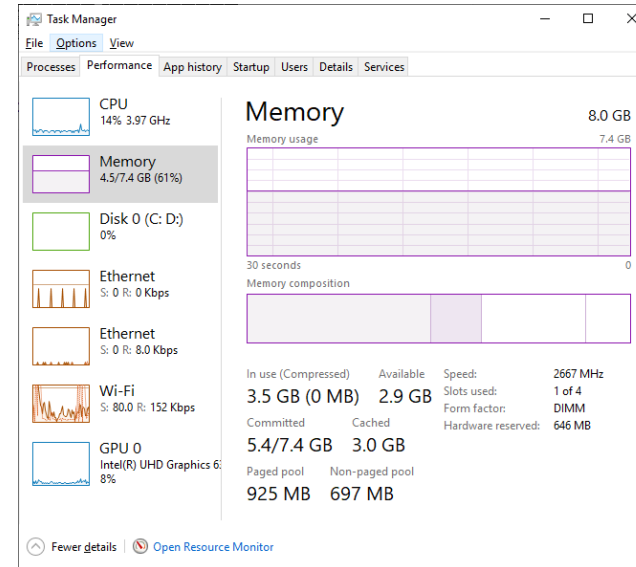 Task Manager
File Options View
Processes Performance App history Startup Users Details Services
CPU
14% 3.97 GHz
Memory
4.5/7.4 GB (61%)
Disk 0 (C: D:)
0%
Ethernet
S: 0 R: 0 Kbps
Ethernet
S: 0 R: 8.0 Kbps
Wi-Fi
S: 80.0 R: 152 Kbps
GPU 0
Intel(R) UHD Graphics 6
8%
Memory 8.0 GB
Memory usage 7.4 GB
30 seconds 0
Memory composition
In use (Compressed) Available
3.5 GB (0 MB) 2.9 GB
Committed Cached
5.4/7.4 GB 3.0 GB
Paged pool Non-paged pool
925 MB 697 MB
Speed: 2667 MHz
Slots used: 1 of 4
Form factor: DIMM
Hardware reserved: 646 MB
Fewer details Open Resource Monitor